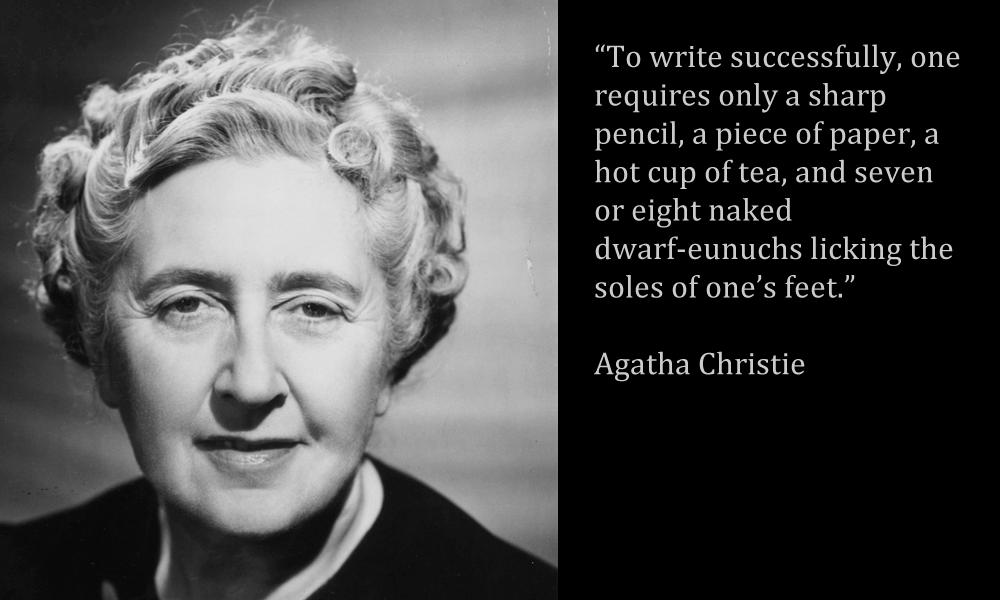 “To write successfully, one
requires only a sharp
pencil, a piece of paper, a
hot cup of tea, and seven
or eight naked
dwarf-eunuchs licking the
soles of one’s feet.”
Agatha Christie